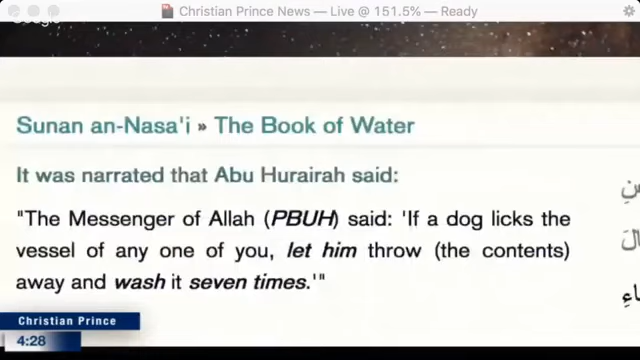 Christian Prince News — Live @ 151.5% — Ready
Sunan an-Nasa'i » The Book of Water
It was narrated that Abu Hurairah said:
"The Messenger of Allah (PBUH) said: 'If a dog licks the
vessel of any one of you, let him throw (the contents)
away and wash it seven times.'"
Christian Prince
4:28